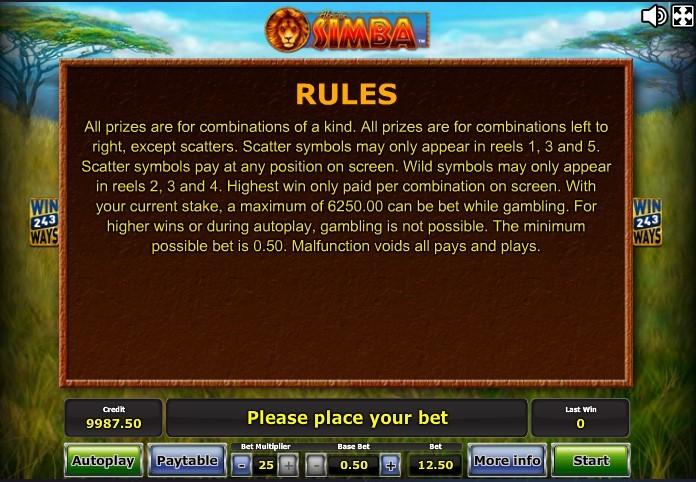 African
SIMBA™
RULES
All prizes are for combinations of a kind. All prizes are for combinations left to
right, except scatters. Scatter symbols may only appear in reels 1, 3 and 5.
Scatter symbols pay at any position on screen. Wild symbols may only appear
in reels 2, 3 and 4. Highest win only paid per combination on screen. With
your current stake, a maximum of 6250.00 can be bet while gambling. For
higher wins or during autoplay, gambling is not possible. The minimum
possible bet is 0.50. Malfunction voids all pays and plays.
WIN
243
WAYS
WIN
243
WAYS
Credit
9987.50
Please place your bet
Last Win
0
Autoplay
Paytable
Bet Multiplier
- 25 +
Base Bet
- 0.50 +
Bet
12.50
More info
Start